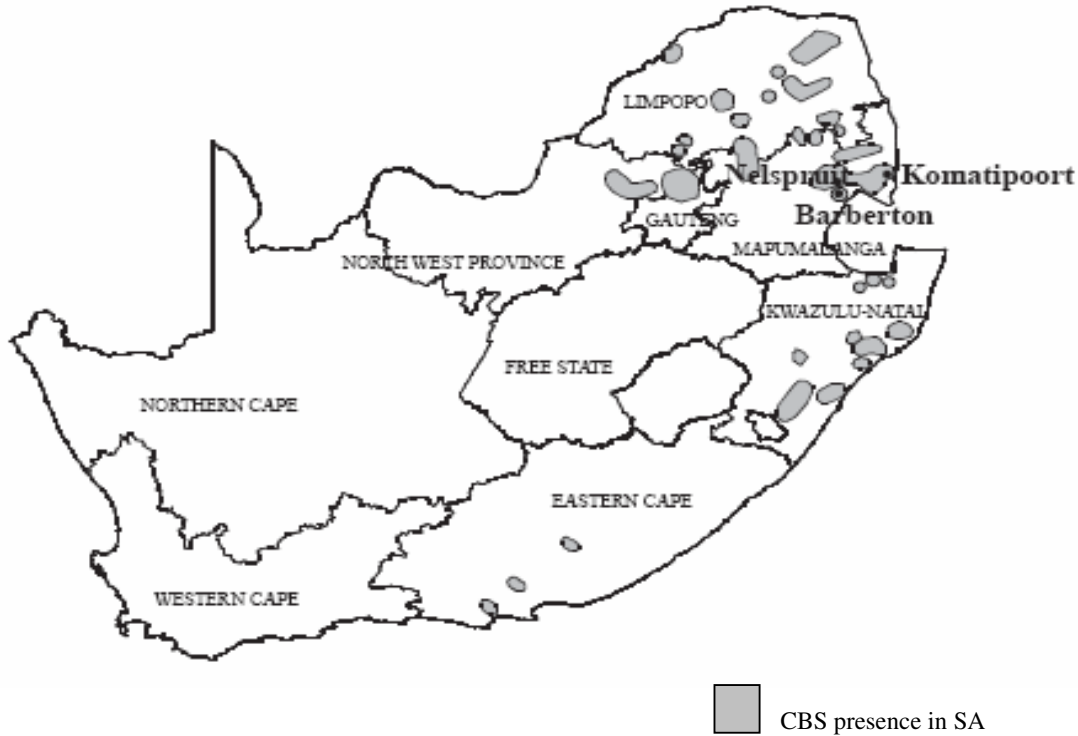 LIMPOPO
Nelspruit
Komatipoort
Barberton
GAUTENG
MAPUMALANGA
NORTH WEST PROVINCE
KWAZULU-NATAL
FREE STATE
NORTHERN CAPE
EASTERN CAPE
WESTERN CAPE
CBS presence in SA